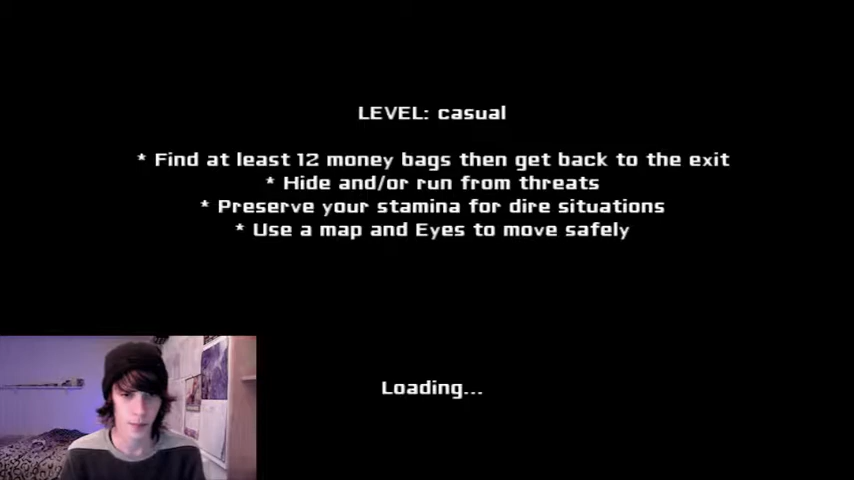 LEVEL: casual
* Find at least 12 money bags then get back to the exit
* Hide and/or run from threats
* Preserve your stamina for dire situations
* Use a map and Eyes to move safely
Loading...